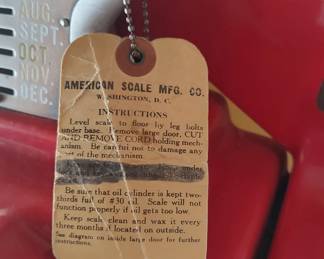 AUG.
SEPT.
OCT
NOV.
DEC.
AMERICAN SCALE MFG. CO.
WASHINGTON, D. C.
INSTRUCTIONS
Level scale to floor by leg bolts
under base. Remove large door, CUT
AND REMOVE CORD holding mech-
anism. Be careful not to damage any
of the mechanism.
Be sure that oil cylinder is kept two-
thirds full of #30 oil. Scale will not
function properly if oil gets too low.
Keep scale clean and wax it every
three months if located on outside.
See diagram on inside large door for further
instructions.